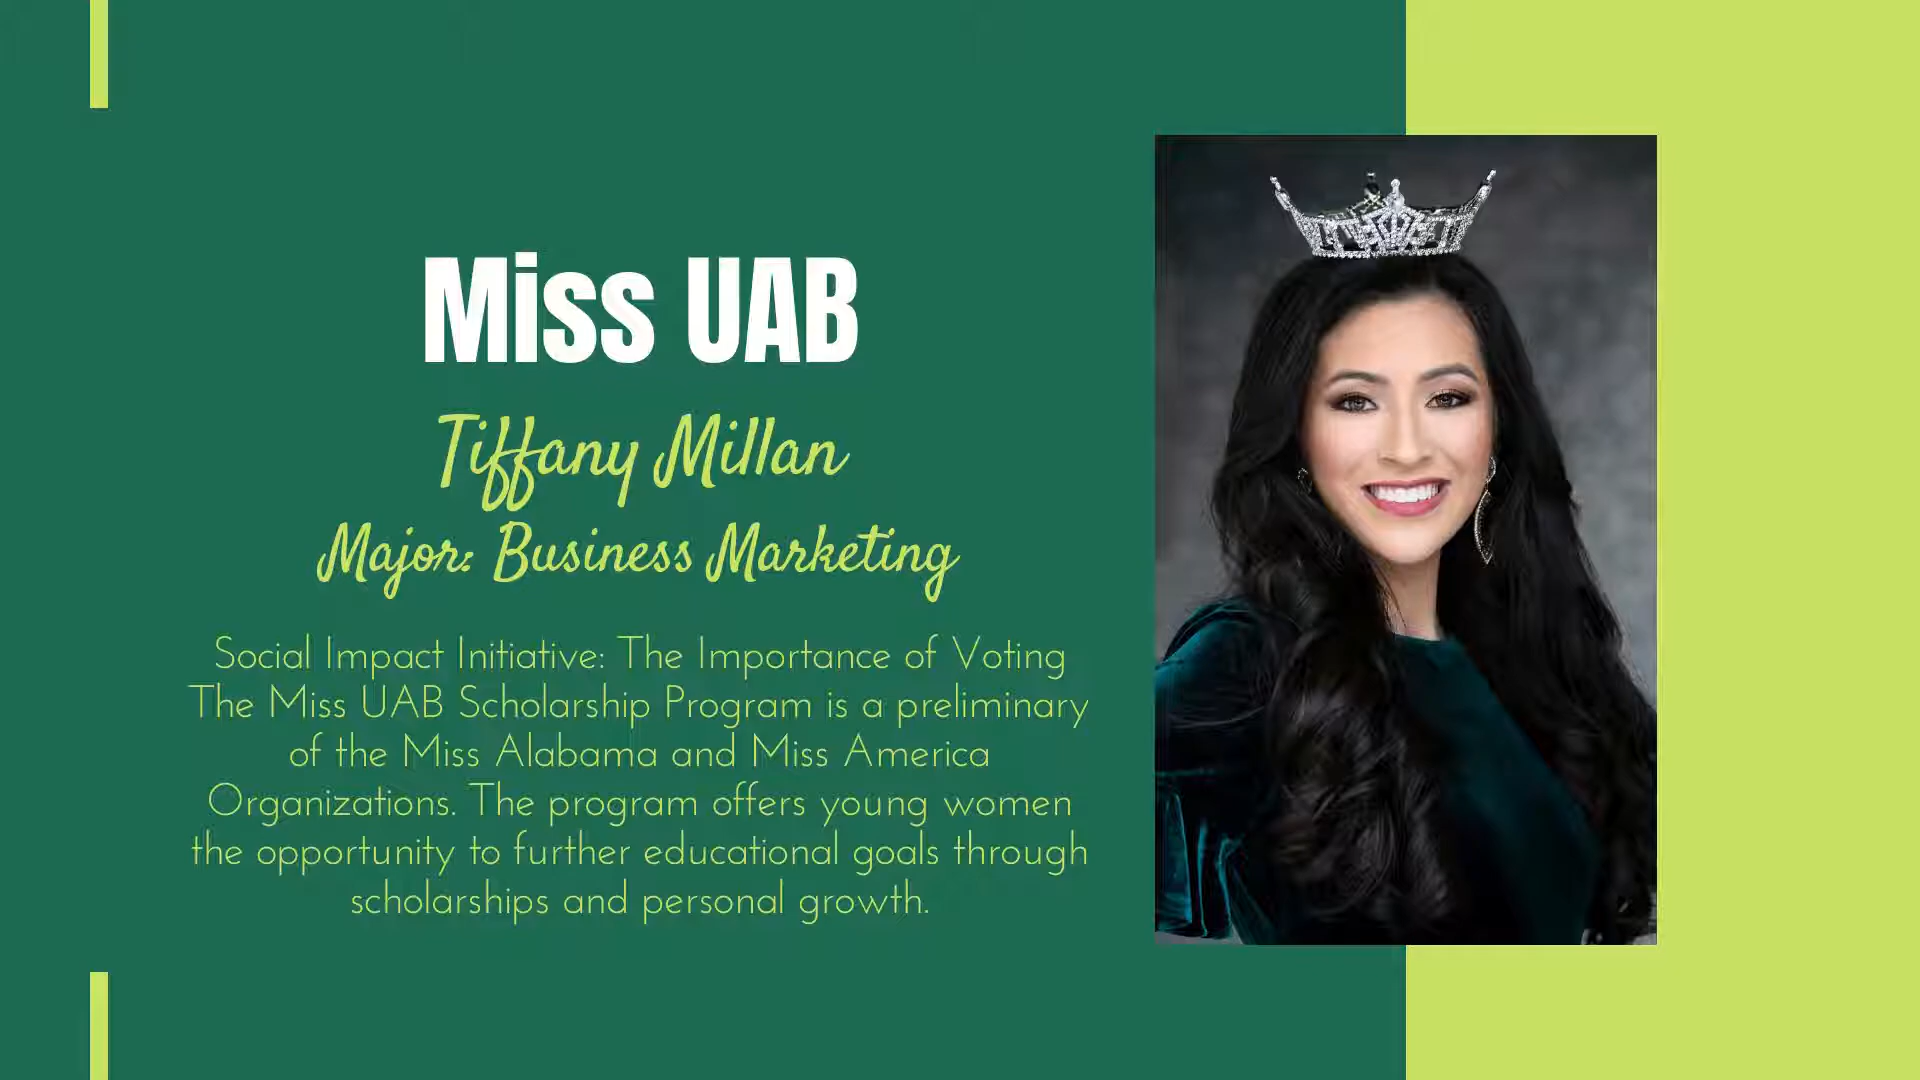 Miss UAB
Tiffany Millan
Major: Business Marketing
Social Impact Initiative: The Importance of Voting
The Miss UAB Scholarship Program is a preliminary
of the Miss Alabama and Miss America
Organizations. The program offers young women
the opportunity to further educational goals through
scholarships and personal growth.